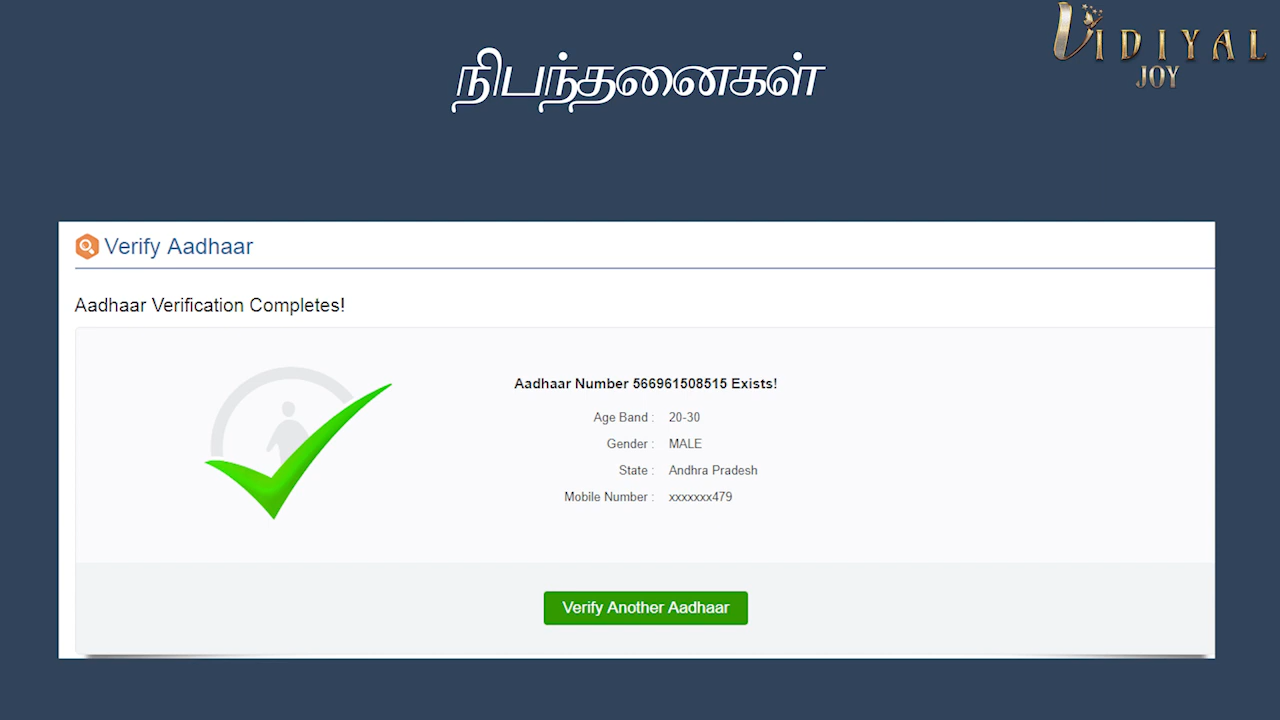 VIDIYAL
JOY
நிபந்தனைகள்
Verify Aadhaar
Aadhaar Verification Completes!
Aadhaar Number 566961508515 Exists!
Age Band : 20-30
Gender : MALE
State : Andhra Pradesh
Mobile Number : xxxxxxx479
Verify Another Aadhaar